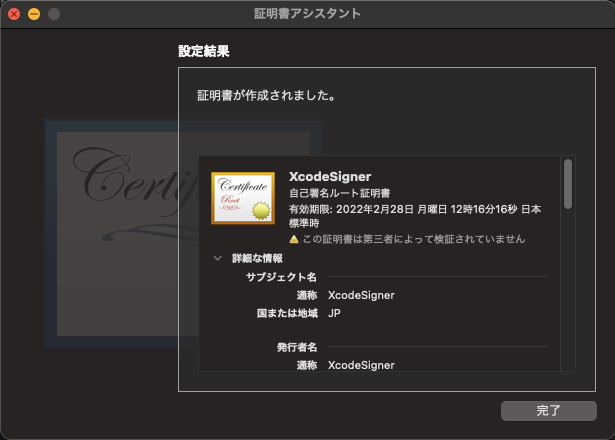 証明書アシスタント
設定結果
証明書が作成されました。
Certificate
Root
XcodeSigner
自己署名ルート証明書
有効期限: 2022年2月28日 月曜日 12時16分16秒 日本
標準時
この証明書は第三者によって検証されていません
詳細な情報
サブジェクト名
通称 XcodeSigner
国または地域 JP
発行者名
通称 XcodeSigner
完了